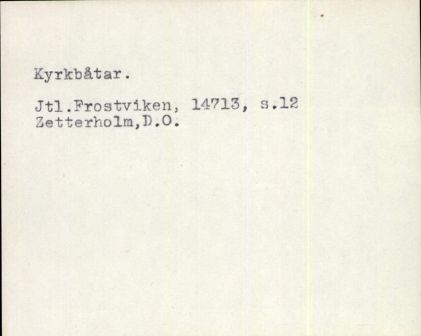 Kyrkbåtar.
Jtl.Frostviken, 14713, s.12
Zetterholm,D.O.